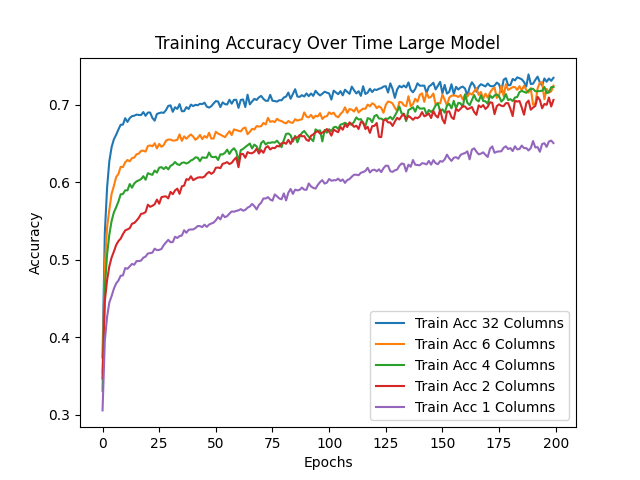 Training Accuracy Over Time Large Model
Accuracy
0.7
0.6
0.5
0.4
0.3
Train Acc 32 Columns
Train Acc 6 Columns
Train Acc 4 Columns
Train Acc 2 Columns
Train Acc 1 Columns
0 25 50 75 100 125 150 175 200
Epochs